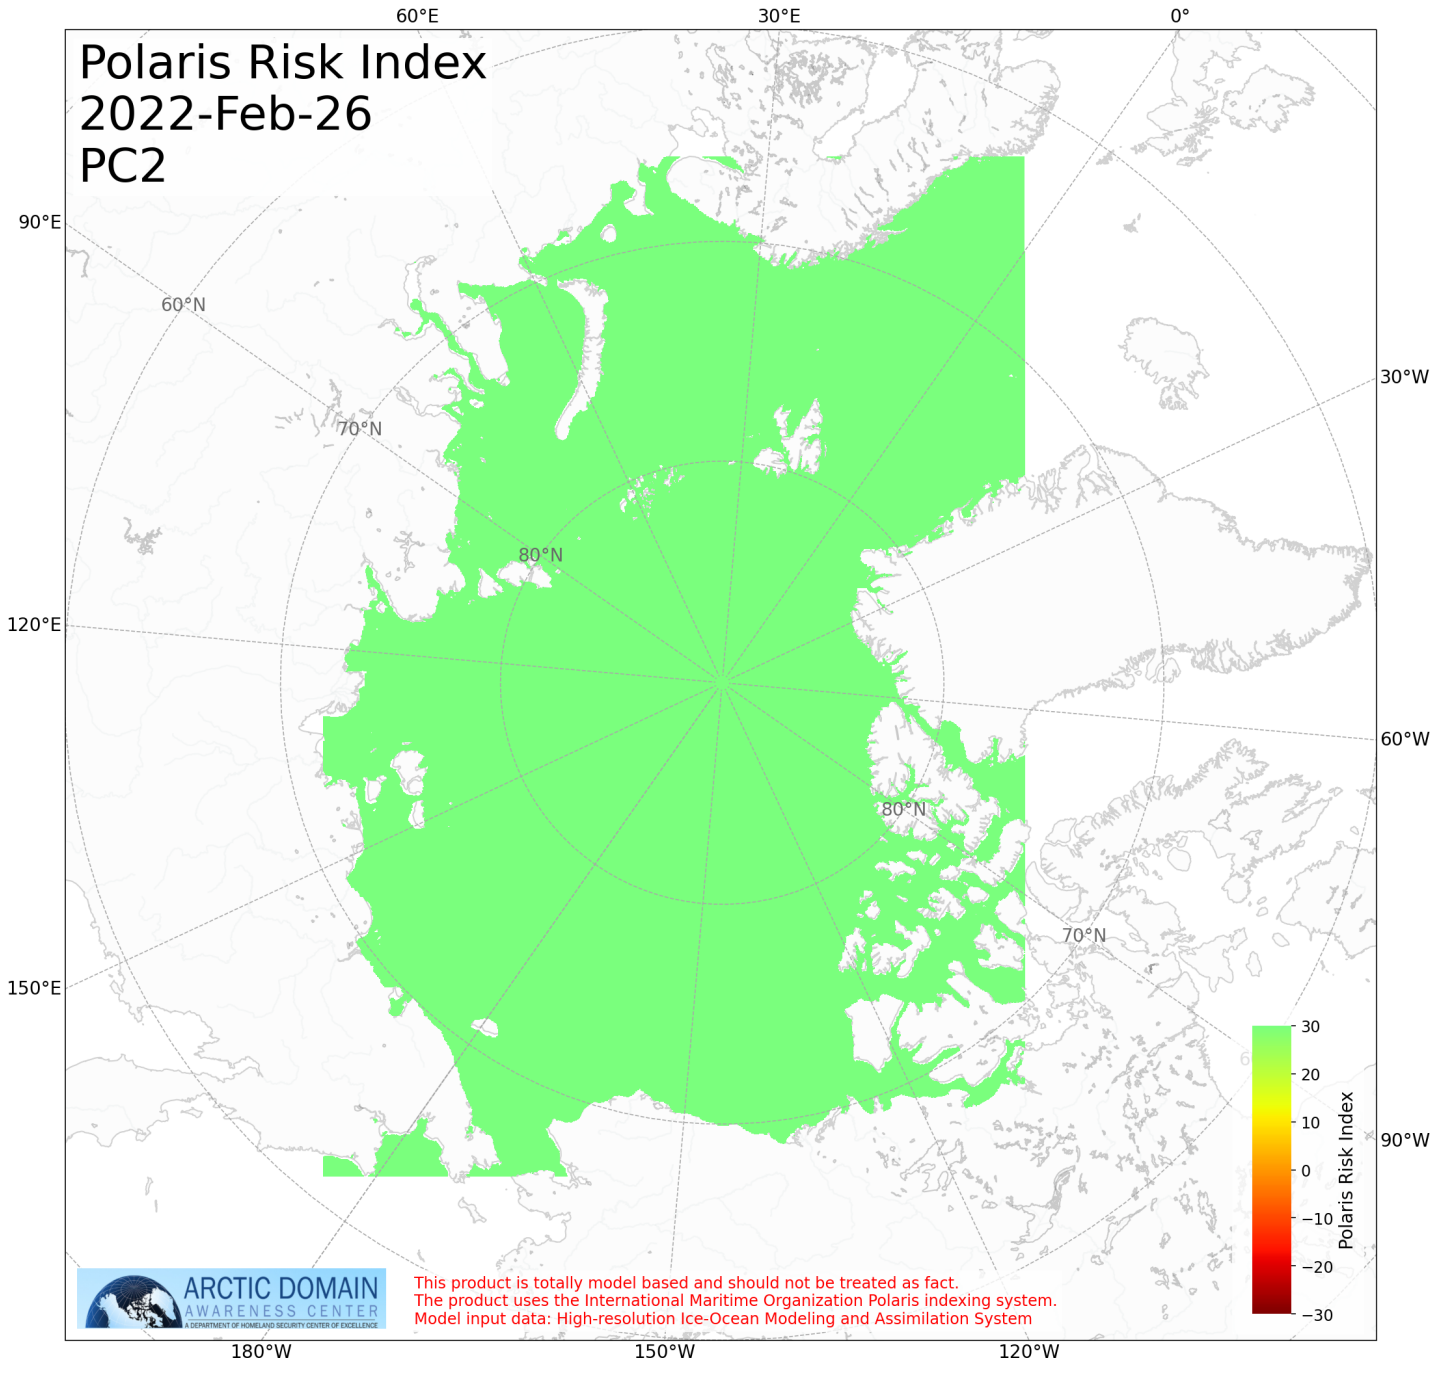 60°E 30°E 0°
Polaris Risk Index
2022-Feb-26
PC2
90°E
60°N
30°W
70°N
80°N
120°E
60°W
80°N
70°N
150°E
30
20
10
0
−10
−20
−30
Polaris Risk Index
90°W
ARCTIC DOMAIN
AWARENESS CENTER
A DEPARTMENT OF HOMELAND SECURITY CENTER OF EXCELLENCE
This product is totally model based and should not be treated as fact.
The product uses the International Maritime Organization Polaris indexing system.
Model input data: High-resolution Ice-Ocean Modeling and Assimilation System
180°W 150°W 120°W